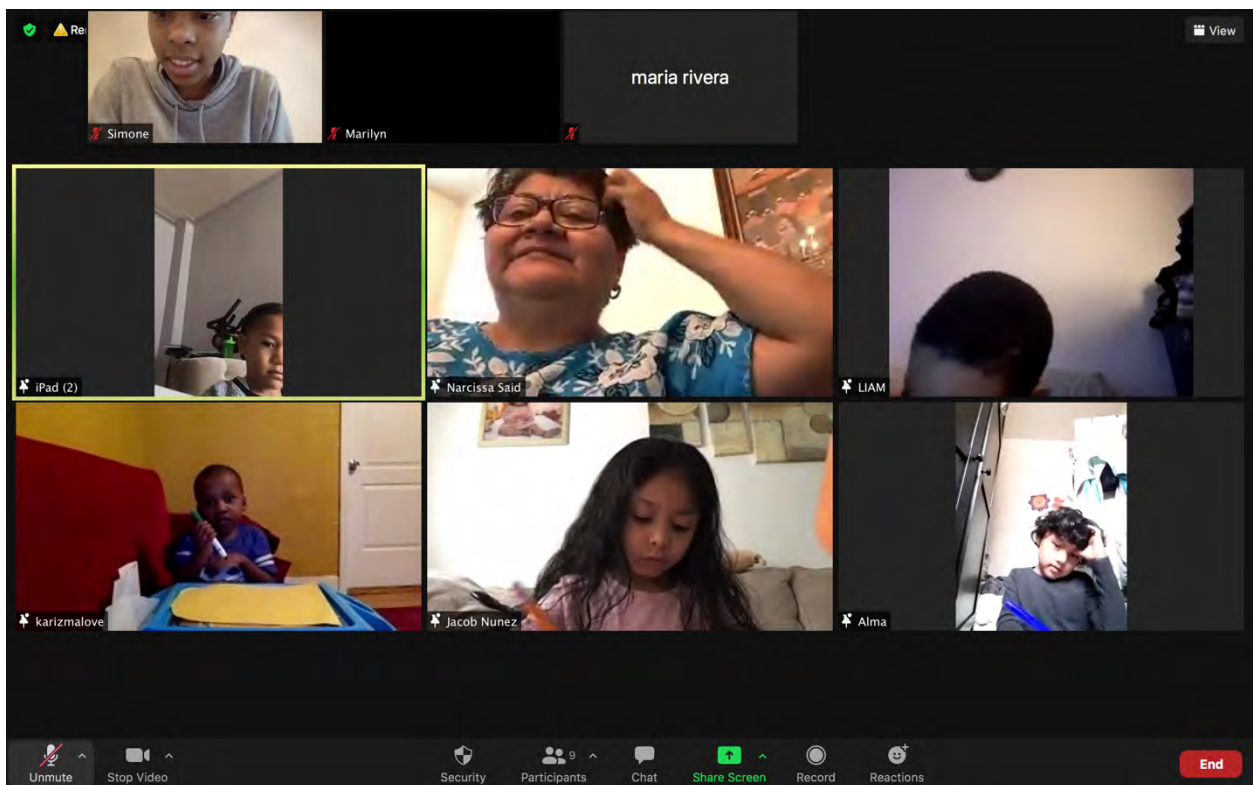 Re
View
maria rivera
Simone
Marilyn
iPad (2)
Narcissa Said
LIAM
karizmalove
Jacob Nunez
Alma
Unmute
Stop Video
Security
Participants
9
Chat
Share Screen
Record
Reactions
End